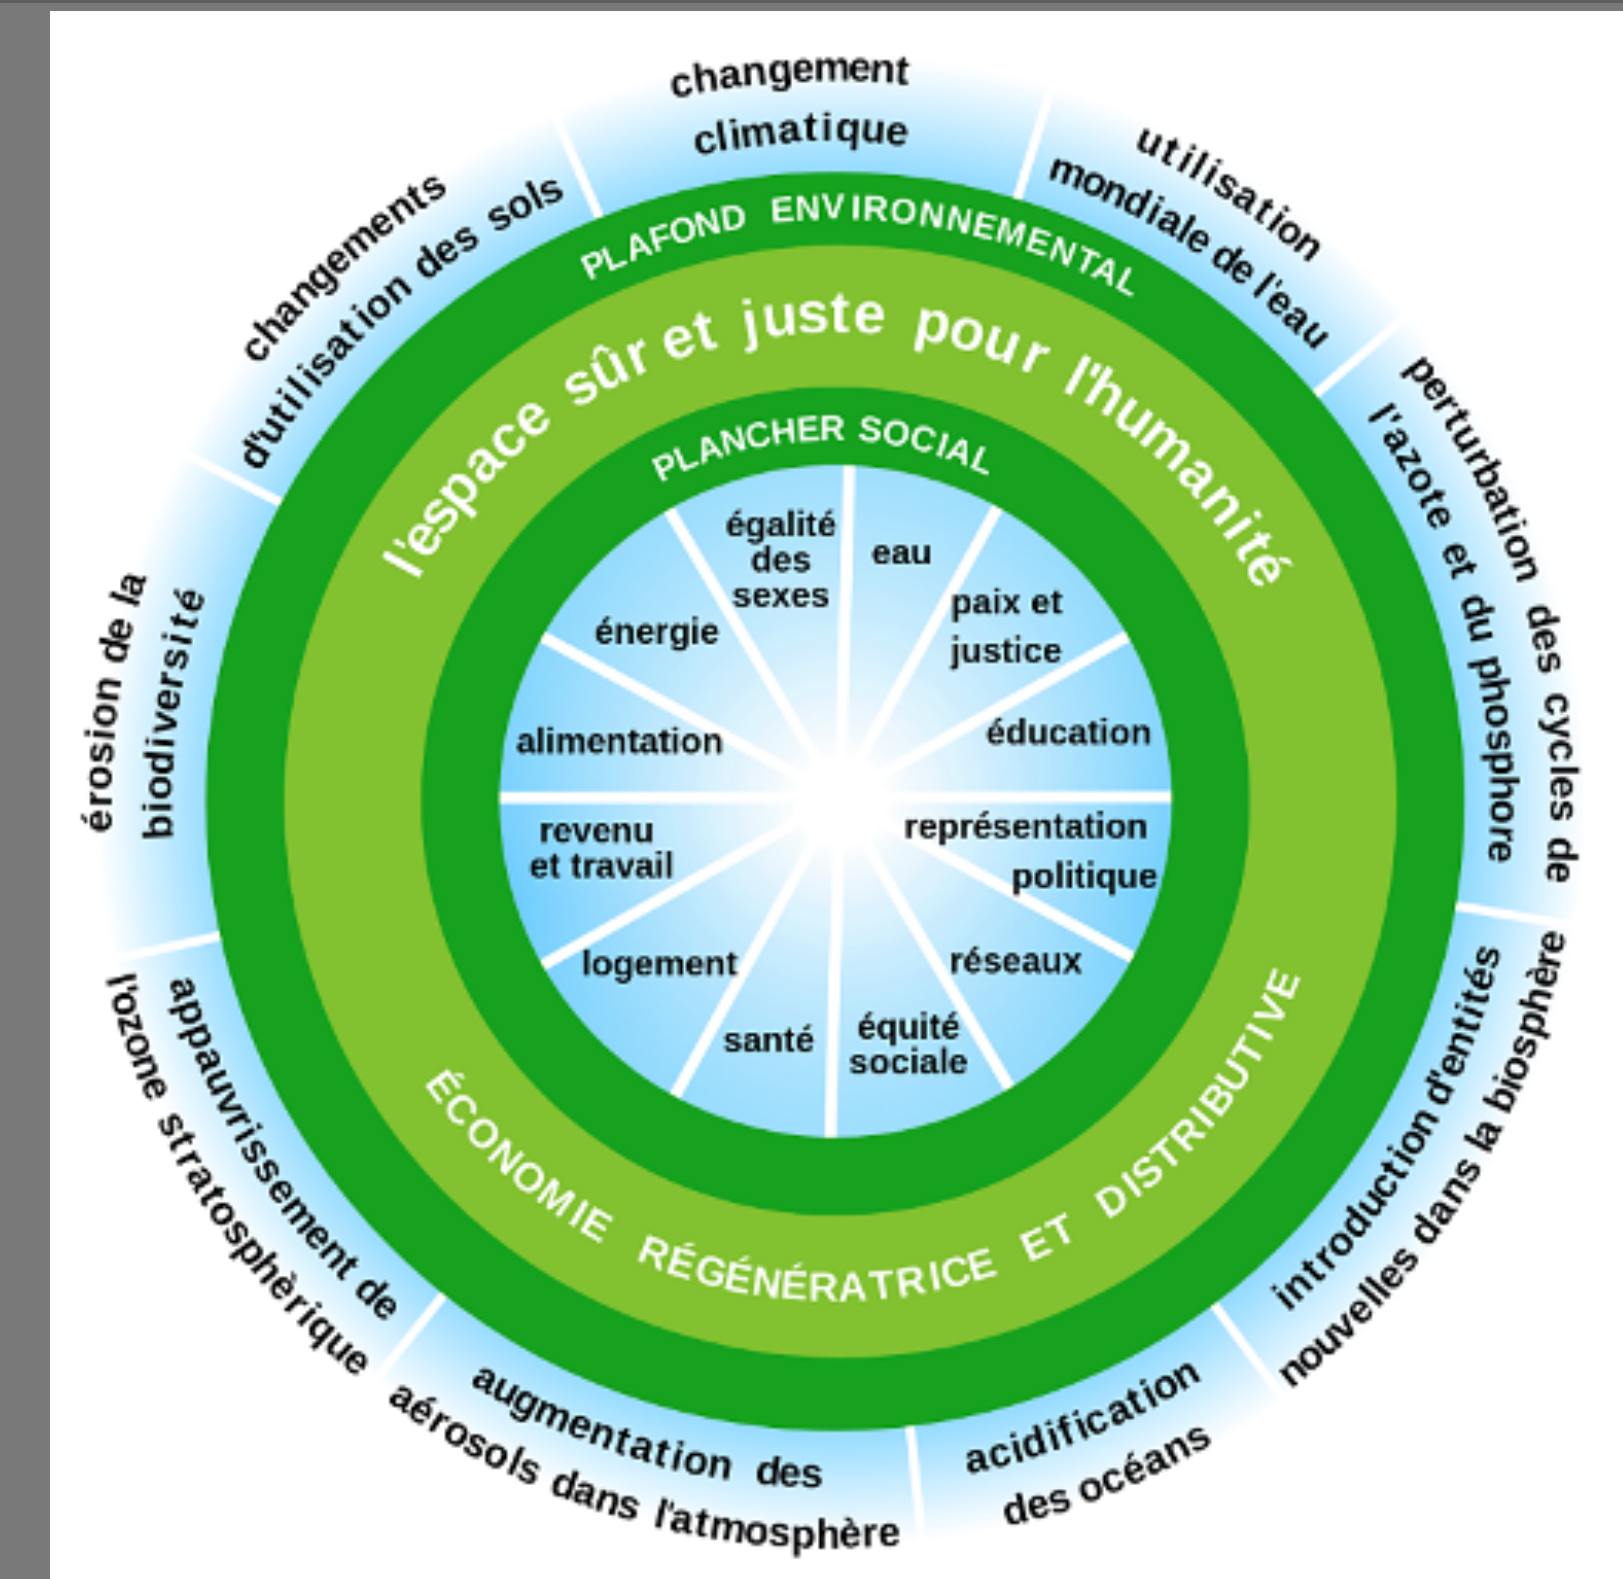 changement
climatique
utilisation
mondiale de l'eau
perturbation des cycles de
l'azote et du phosphore
introduction d'entités
nouvelles dans la biosphère
acidification
des océans
augmentation des
aérosols dans l'atmosphère
appauvrissement de
l'ozone stratosphèrique
érosion de la
biodiversité
changements
d'utilisation des sols
PLAFOND ENVIRONNEMENTAL
l'espace sûr et juste pour l'humanité
PLANCHER SOCIAL
eau
paix et
justice
éducation
représentation
politique
réseaux
équité
sociale
santé
logement
revenu
et travail
alimentation
énergie
égalité
des
sexes
ÉCONOMIE RÉGÉNÉRATRICE ET DISTRIBUTIVE